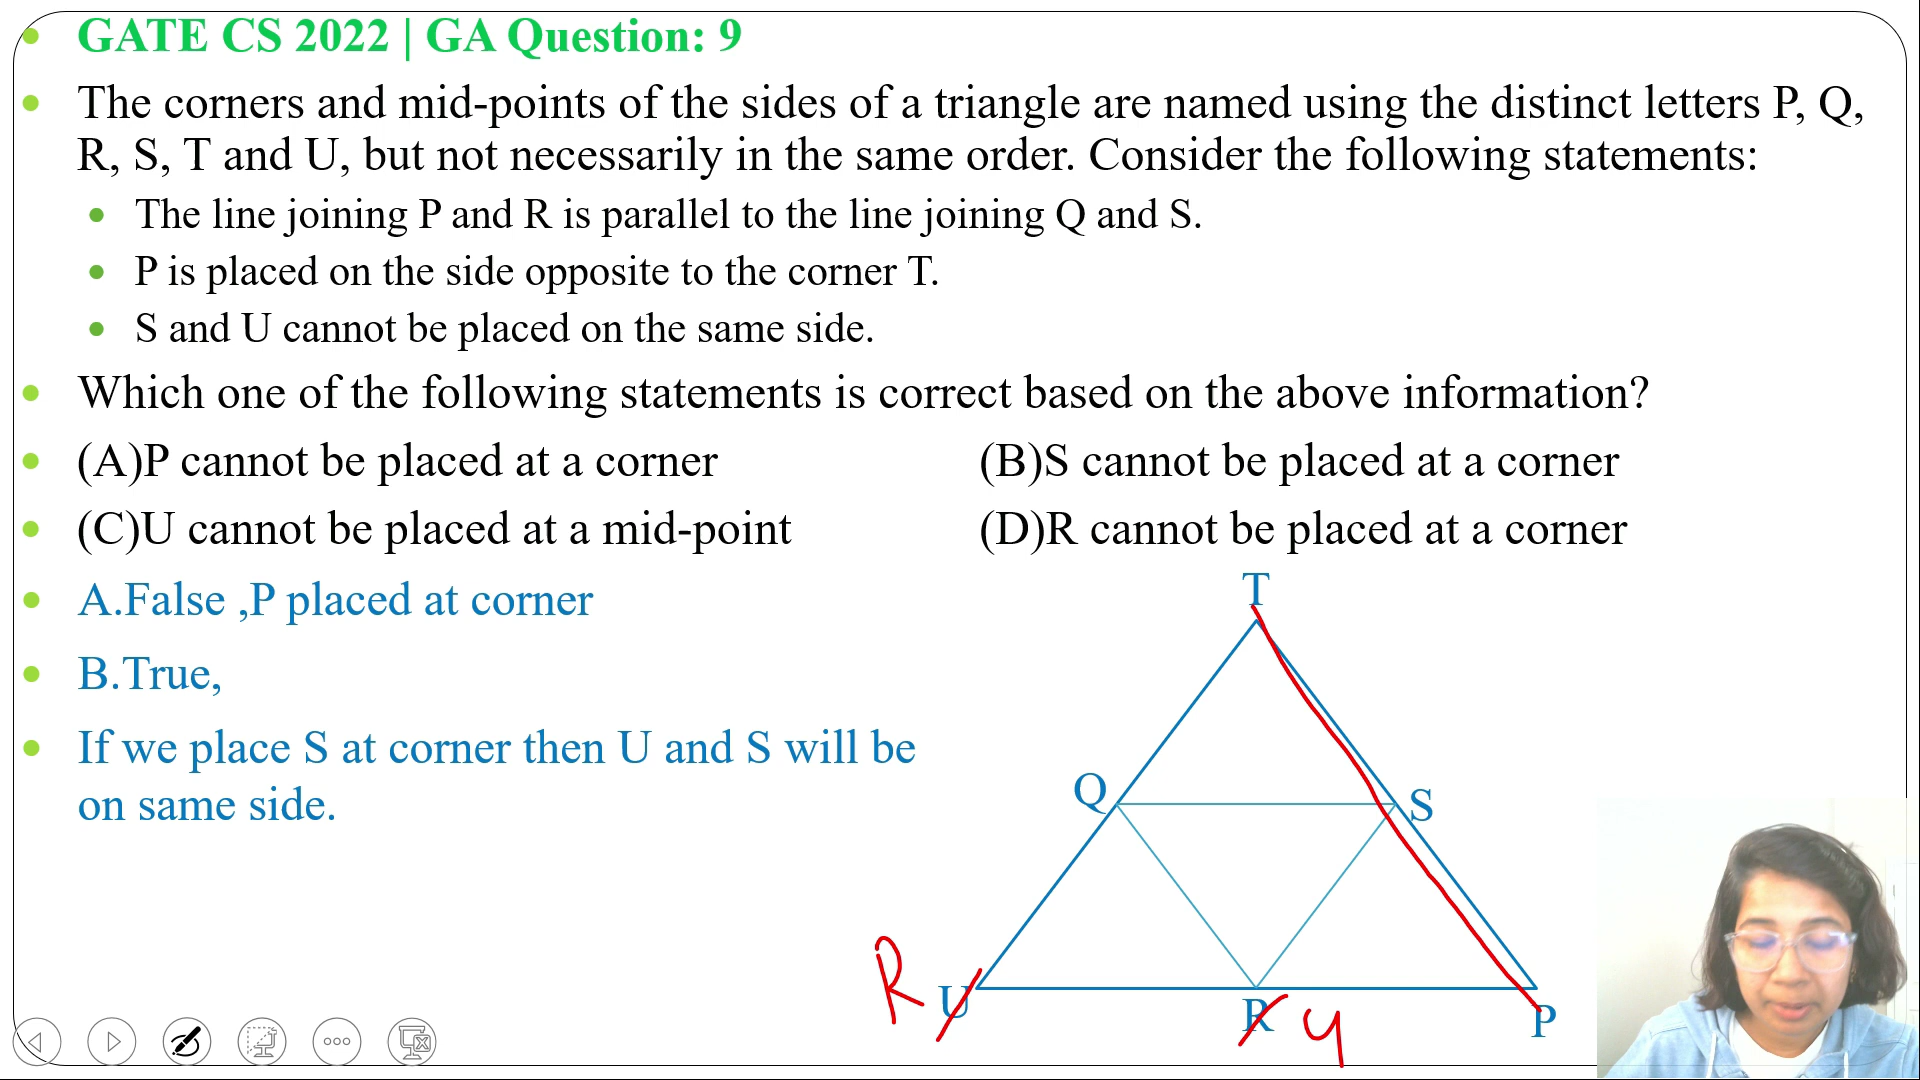 GATE CS 2022 | GA Question: 9
The corners and mid-points of the sides of a triangle are named using the distinct letters P, Q,
R, S, T and U, but not necessarily in the same order. Consider the following statements:
The line joining P and R is parallel to the line joining Q and S.
P is placed on the side opposite to the corner T.
S and U cannot be placed on the same side.
Which one of the following statements is correct based on the above information?
(A)P cannot be placed at a corner (B)S cannot be placed at a corner
(C)U cannot be placed at a mid-point (D)R cannot be placed at a corner
A.False ,P placed at corner
B.True,
If we place S at corner then U and S will be
on same side.
T
Q S
R U R U P